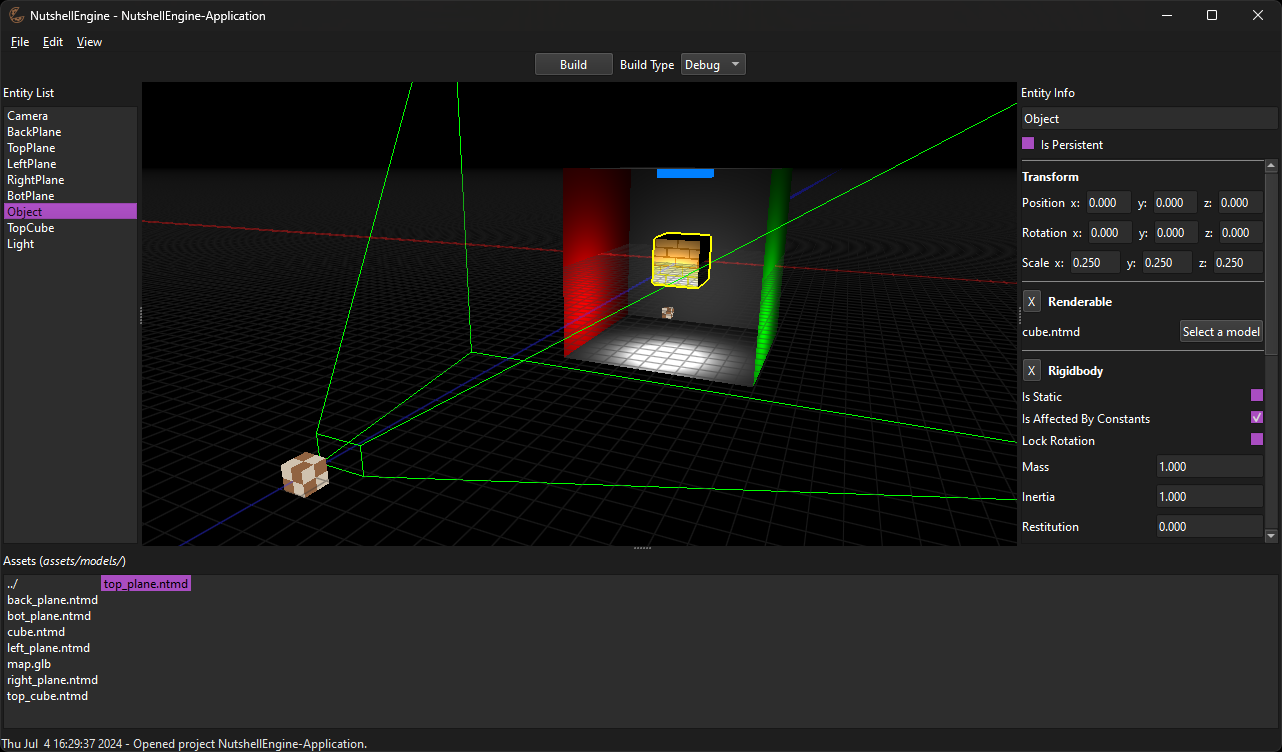 NutshellEngine - NutshellEngine-Application
File Edit View
Build Build Type Debug
Entity List
Camera
BackPlane
TopPlane
LeftPlane
RightPlane
BotPlane
Object
TopCube
Light
Entity Info
Object
Is Persistent
Transform
Position x: 0.000 y: 0.000 z: 0.000
Rotation x: 0.000 y: 0.000 z: 0.000
Scale x: 0.250 y: 0.250 z: 0.250
X Renderable
cube.ntmd Select a model
X Rigidbody
Is Static
Is Affected By Constants
Lock Rotation
Mass 1.000
Inertia 1.000
Restitution 0.000
Assets (assets/models/)
../
back_plane.ntmd
bot_plane.ntmd
cube.ntmd
left_plane.ntmd
map.glb
right_plane.ntmd
top_cube.ntmd
top_plane.ntmd
Thu Jul  4 16:29:37 2024 - Opened project NutshellEngine-Application.